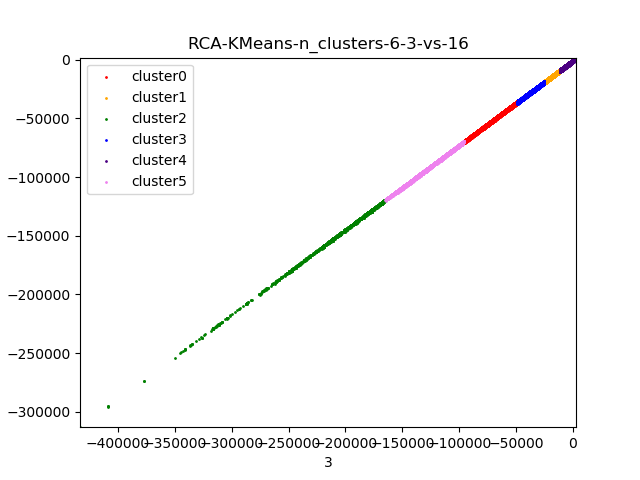 RCA-KMeans-n_clusters-6-3-vs-16
0
−50000
−100000
−150000
−200000
−250000
−300000
cluster0
cluster1
cluster2
cluster3
cluster4
cluster5
−400000 −350000 −300000 −250000 −200000 −150000 −100000 −50000 0
3